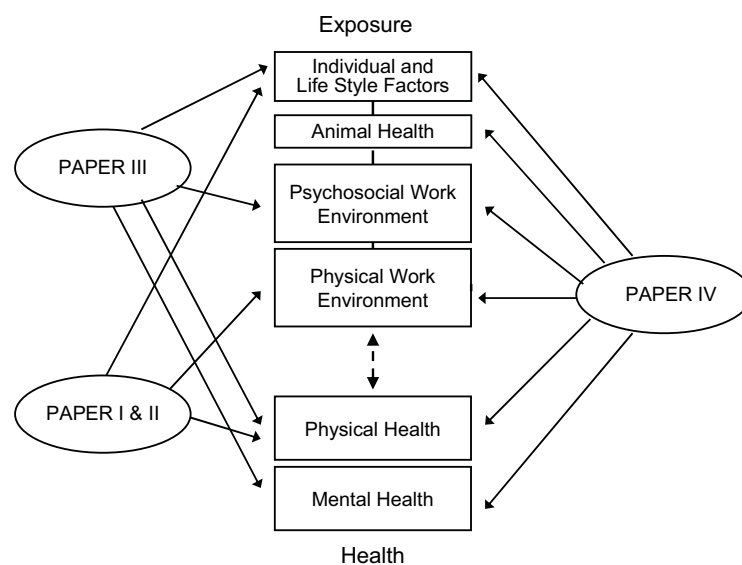 Exposure
Individual and
Life Style Factors
Animal Health
PAPER III
Psychosocial Work
Environment
Physical Work
Environment
PAPER IV
PAPER I & II
Physical Health
Mental Health
Health